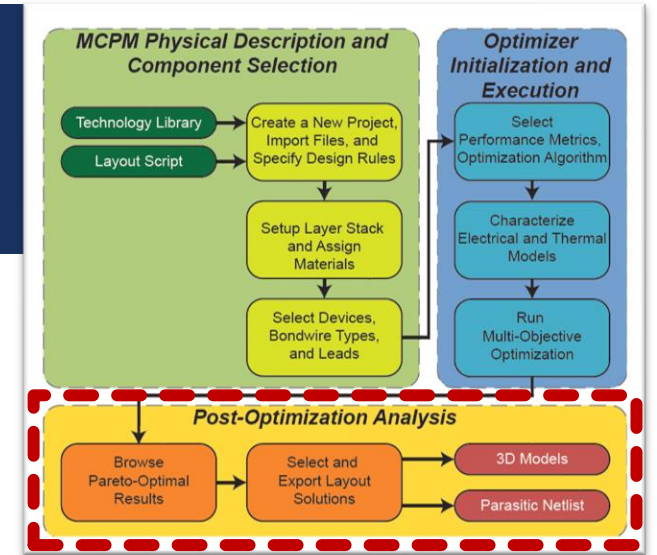 MCPM Physical Description and
Component Selection
Technology Library
Layout Script
Create a New Project,
Import Files, and
Specify Design Rules
Setup Layer Stack
and Assign
Materials
Select Devices,
Bondwire Types,
and Leads
Optimizer
Initialization and
Execution
Select
Performance Metrics,
Optimization Algorithm
Characterize
Electrical and Thermal
Models
Run
Multi-Objective
Optimization
Post-Optimization Analysis
Browse
Pareto-Optimal
Results
Select and
Export Layout
Solutions
3D Models
Parasitic Netlist